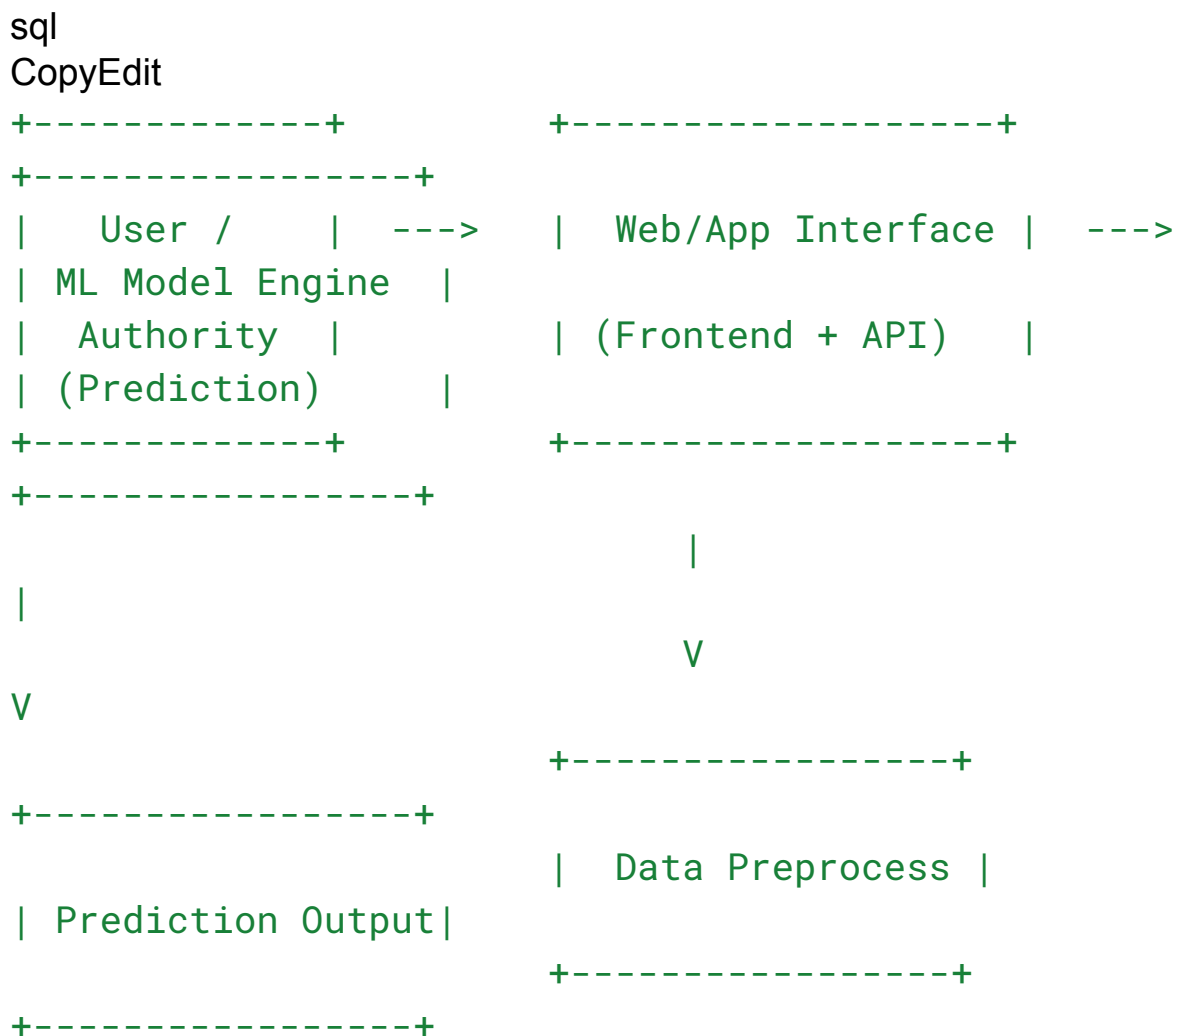 sql
CopyEdit
+-------------+         +-------------------+
+-----------------+
|   User /    |  --->   |  Web/App Interface |  --->
| ML Model Engine  |
|  Authority  |         | (Frontend + API)   |
| (Prediction)     |
+-------------+         +-------------------+
+-----------------+
                              |
|
                              V
V
                        +-----------------+
+-----------------+
                        |  Data Preprocess |
| Prediction Output|
                        +-----------------+
+-----------------+